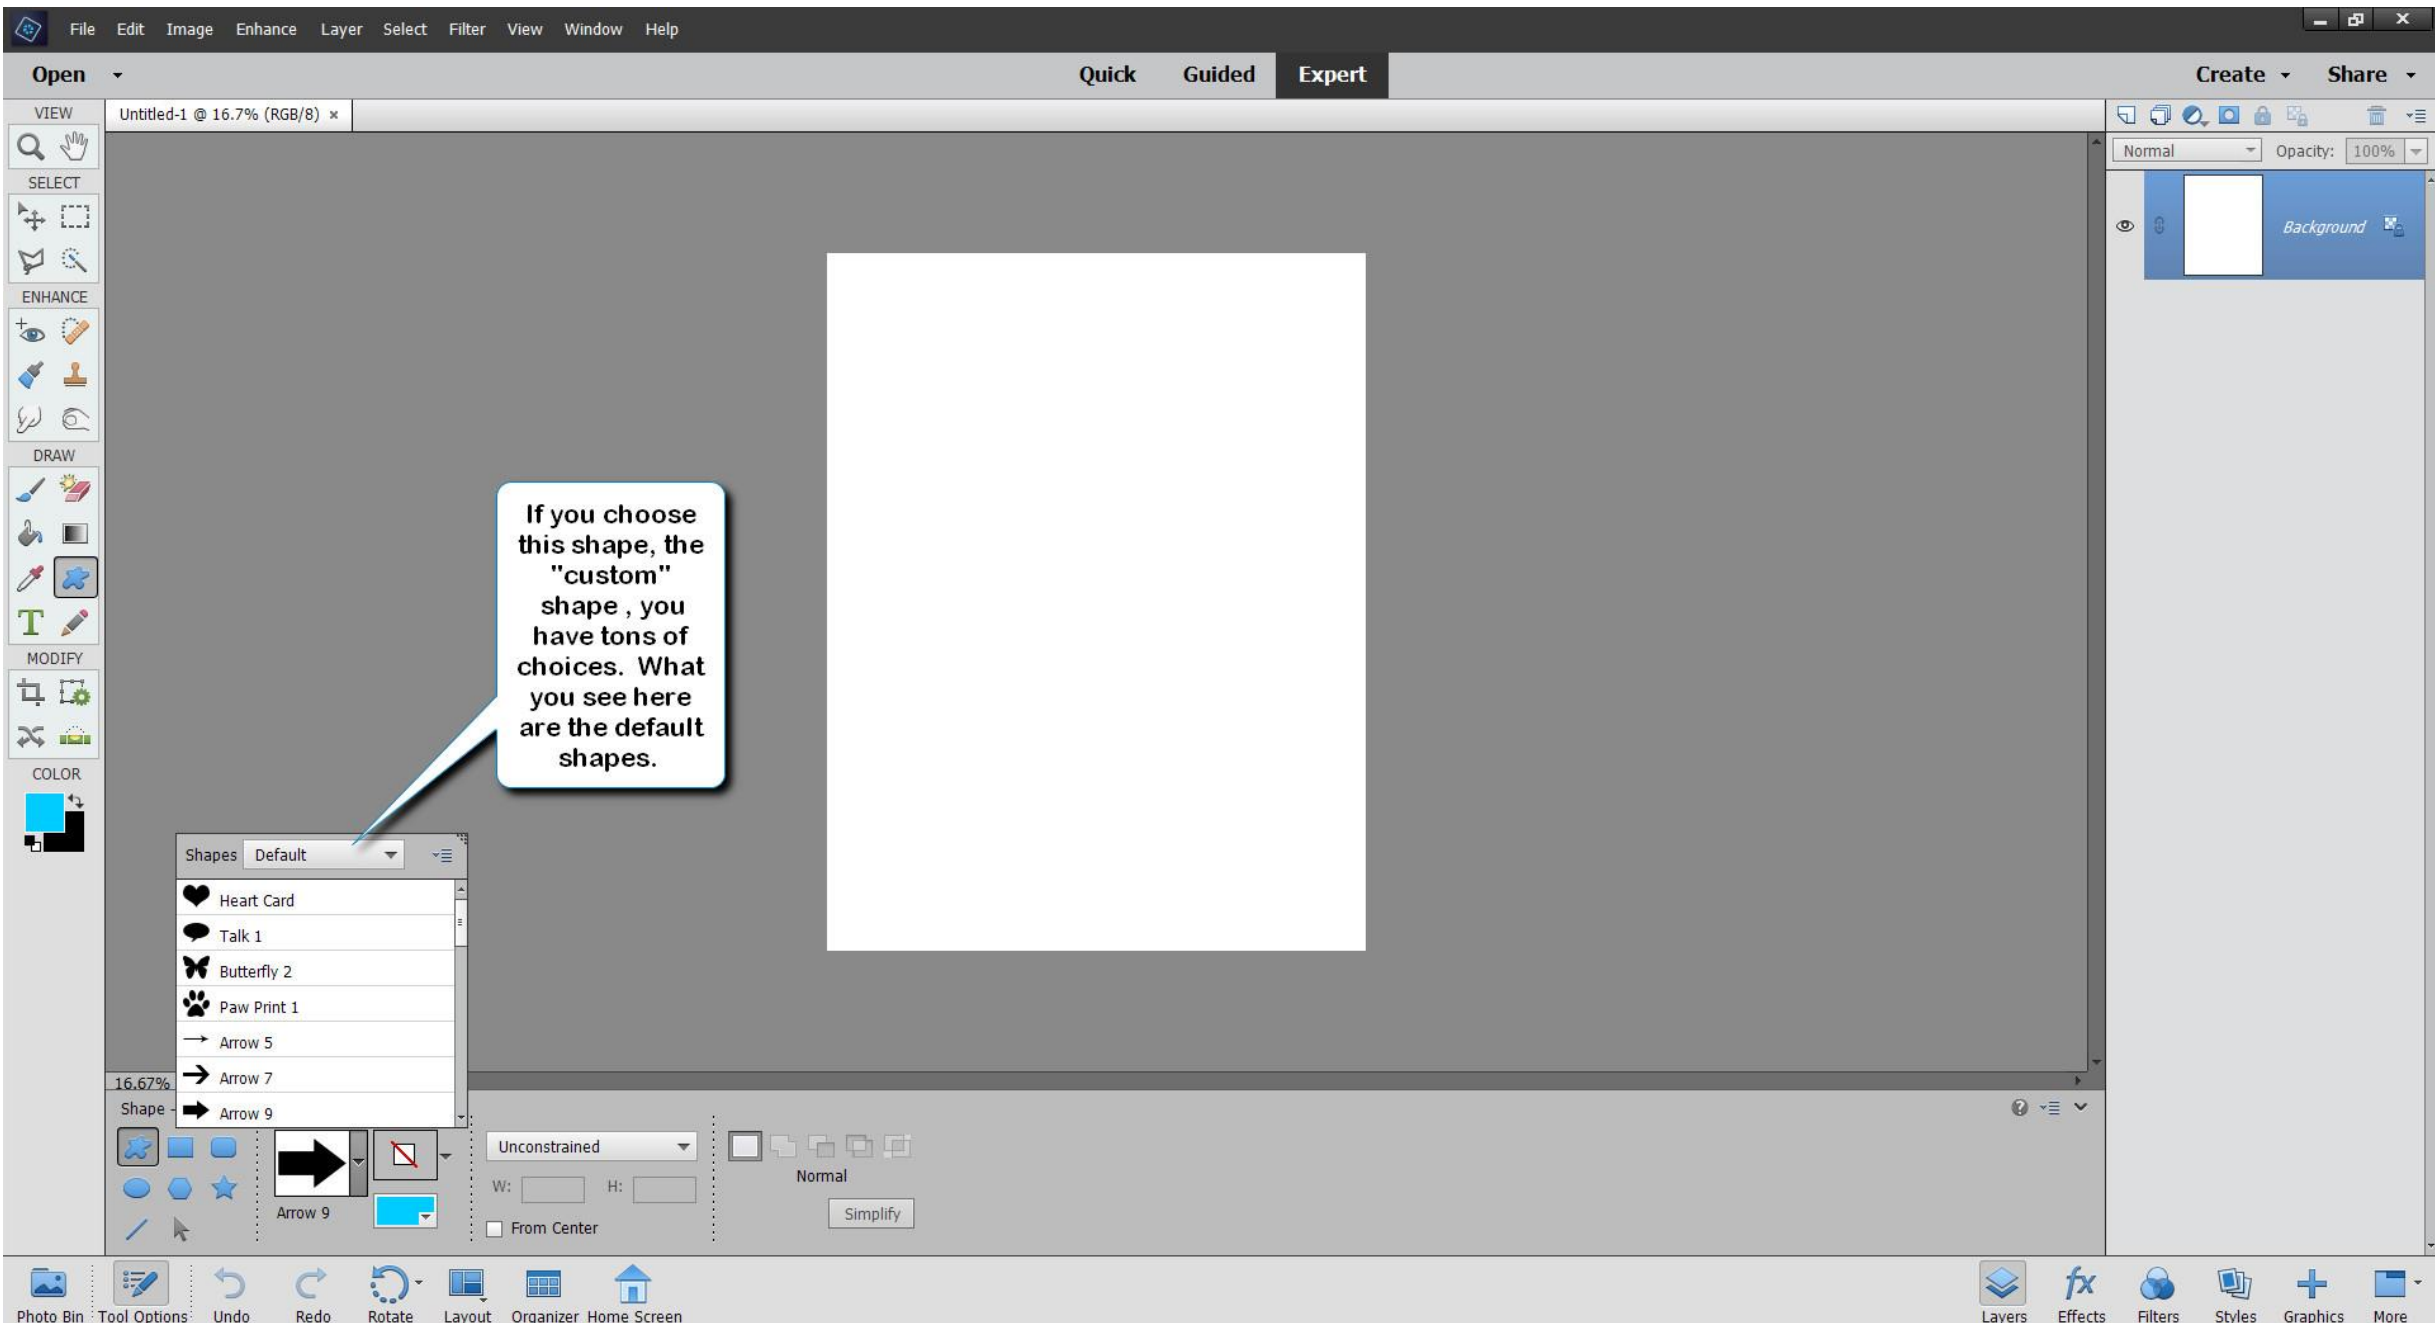 File Edit Image Enhance Layer Select Filter View Window Help
Open
Quick Guided Expert
Create Share
VIEW
Untitled-1 @ 16.7% (RGB/8) ×
Normal
Opacity: 100%
SELECT
Background
ENHANCE
DRAW
If you choose
this shape, the
"custom"
shape , you
have tons of
choices.  What
you see here
are the default
shapes.
T
MODIFY
COLOR
Shapes Default
Heart Card
Talk 1
Butterfly 2
Paw Print 1
Arrow 5
Arrow 7
Arrow 9
16.67%
Shape -
Unconstrained
W: H:
From Center
Arrow 9
Normal
Simplify
Photo Bin Tool Options Undo Redo Rotate Layout Organizer Home Screen
fx
Layers Effects Filters Styles Graphics More